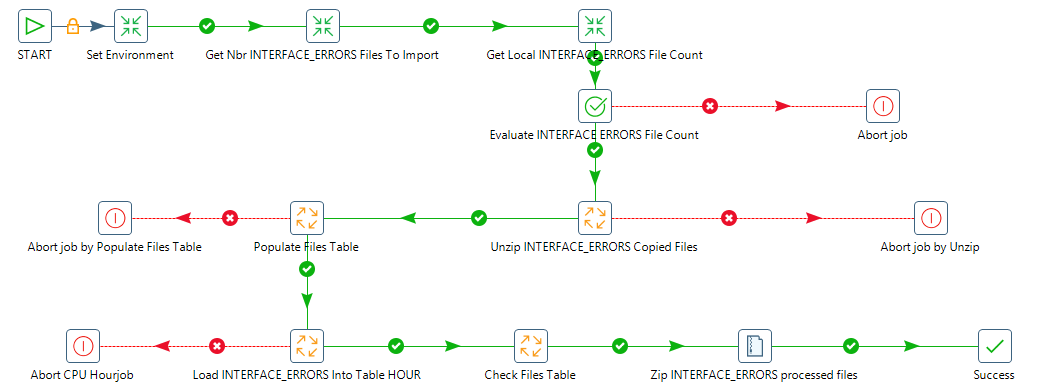 START
Set Environment
Get Nbr INTERFACE_ERRORS Files To Import
Get Local INTERFACE_ERRORS File Count
Evaluate INTERFACE_ERRORS File Count
Abort job
Abort job by Populate Files Table
Populate Files Table
Unzip INTERFACE_ERRORS Copied Files
Abort job by Unzip
Abort CPU Hourjob
Load INTERFACE_ERRORS Into Table HOUR
Check Files Table
Zip INTERFACE_ERRORS processed files
Success